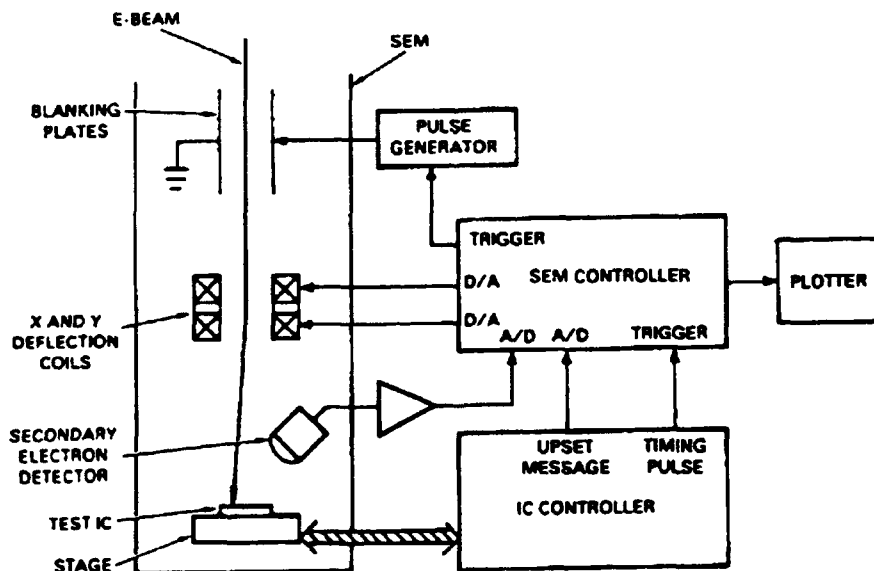 E-BEAM
SEM
BLANKING
PLATES
PULSE
GENERATOR
TRIGGER
SEM CONTROLLER
D/A
D/A
A/D A/D TRIGGER
PLOTTER
X AND Y
DEFLECTION
COILS
SECONDARY
ELECTRON
DETECTOR
UPSET
MESSAGE
TIMING
PULSE
IC CONTROLLER
TEST IC
STAGE